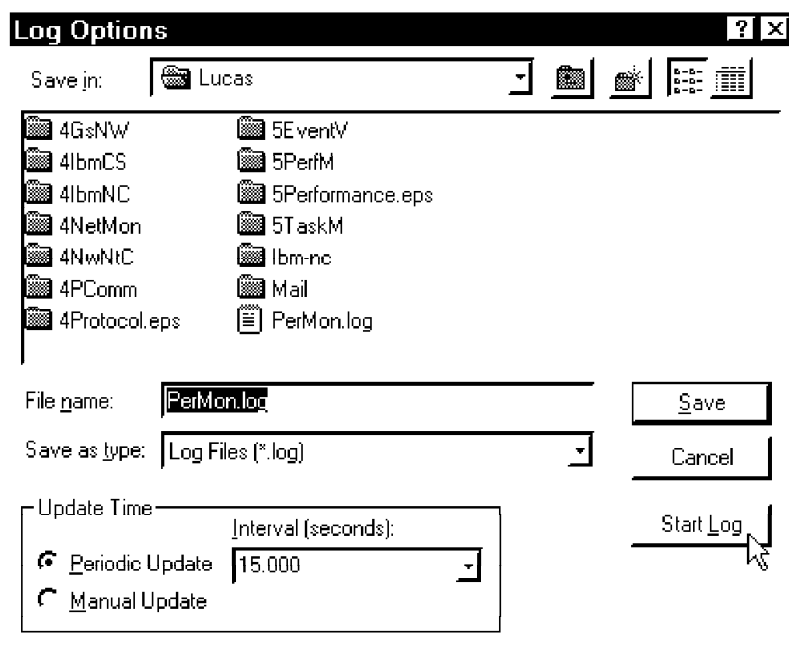 Log Options
Save in: Lucas
4GsNW 5EventV
4IbmCS 5PerfM
4IbmNC 5Performance.eps
4NetMon 5TaskM
4NwNtC Ibm-nc
4PComm Mail
4Protocol.eps PerMon.log
File name: PerMon.log Save
Save as type: Log Files (*.log) Cancel
Update Time
Interval (seconds): Start Log
Periodic Update 15.000
Manual Update